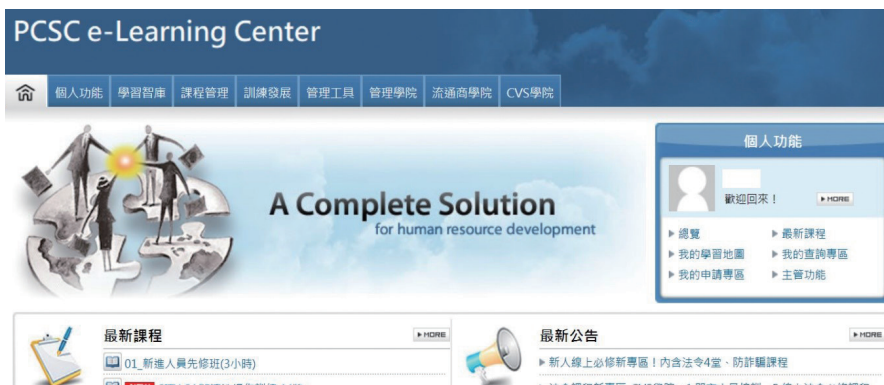 PCSC e-Learning Center
個人功能 學習智庫 課程管理 訓練發展 管理工具 管理學院 流通商學院 CVS學院
A Complete Solution
for human resource development
個人功能
歡迎回來！ MORE
總覽 最新課程
我的學習地圖 我的查詢專區
我的申請專區 主管功能
最新課程 MORE
01_新進人員先修班(3小時)
最新公告 MORE
新人線上必修新專區！內含法令4堂、防詐騙課程